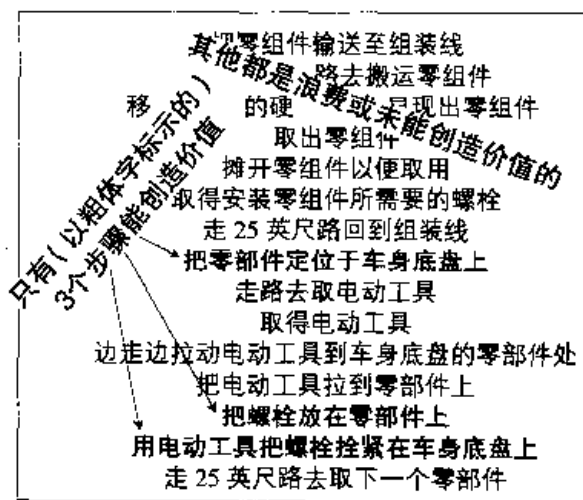 零组件输送至组装线
路去搬运零组件
移 的硬 呈现出零组件
取出零组件
摊开零组件以便取用
取得安装零组件所需要的螺栓
走25英尺路回到组装线
把零部件定位于车身底盘上
走路去取电动工具
取得电动工具
边走边拉动电动工具到车身底盘的零部件处
把电动工具拉到零部件上
把螺栓放在零部件上
用电动工具把螺栓拴紧在车身底盘上
走25英尺路去取下一个零部件
其他都是浪费或未能创造价值的
只有(以粗体字标示的)
3个步骤能创造价值